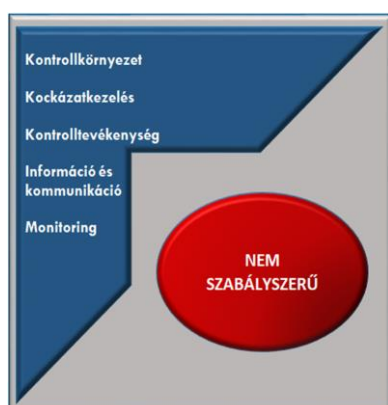 Kontrollkörnyezet
Kockázatkezelés
Kontrolltevékenység
Információ és
kommunikáció
Monitoring
NEM
SZABÁLYSZERŰ